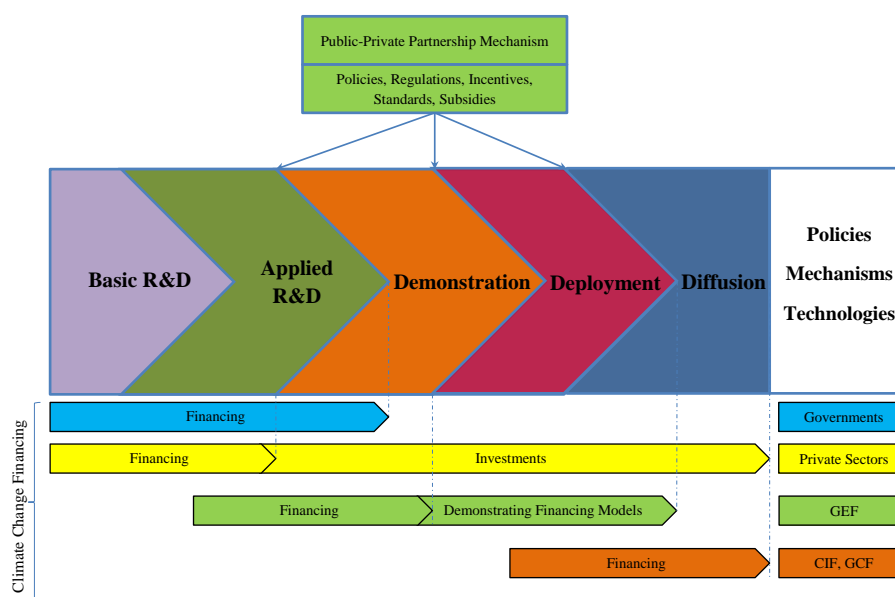 Public-Private Partnership Mechanism
Policies, Regulations, Incentives,
Standards, Subsidies
Basic R&D
Applied
R&D
Demonstration
Deployment
Diffusion
Policies
Mechanisms
Technologies
Climate Change Financing
Financing
Governments
Financing
Investments
Private Sectors
Financing
Demonstrating Financing Models
GEF
Financing
CIF, GCF